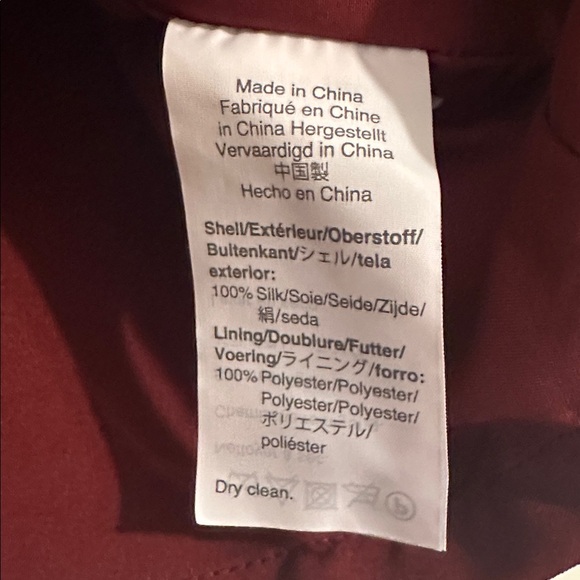 Made in China
Fabriqué en Chine
in China Hergestellt
Vervaardigd in China
中国製
Hecho en China
Shell/Extérieur/Oberstoff/
Buitenkant/シェル/tela
exterior:
100% Silk/Soie/Seide/Zijde/
絹/seda
Lining/Doublure/Futter/
Voering/ライニング/forro:
100% Polyester/Polyester/
Polyester/Polyester/
ポリエステル/
poliéster
Dry clean.